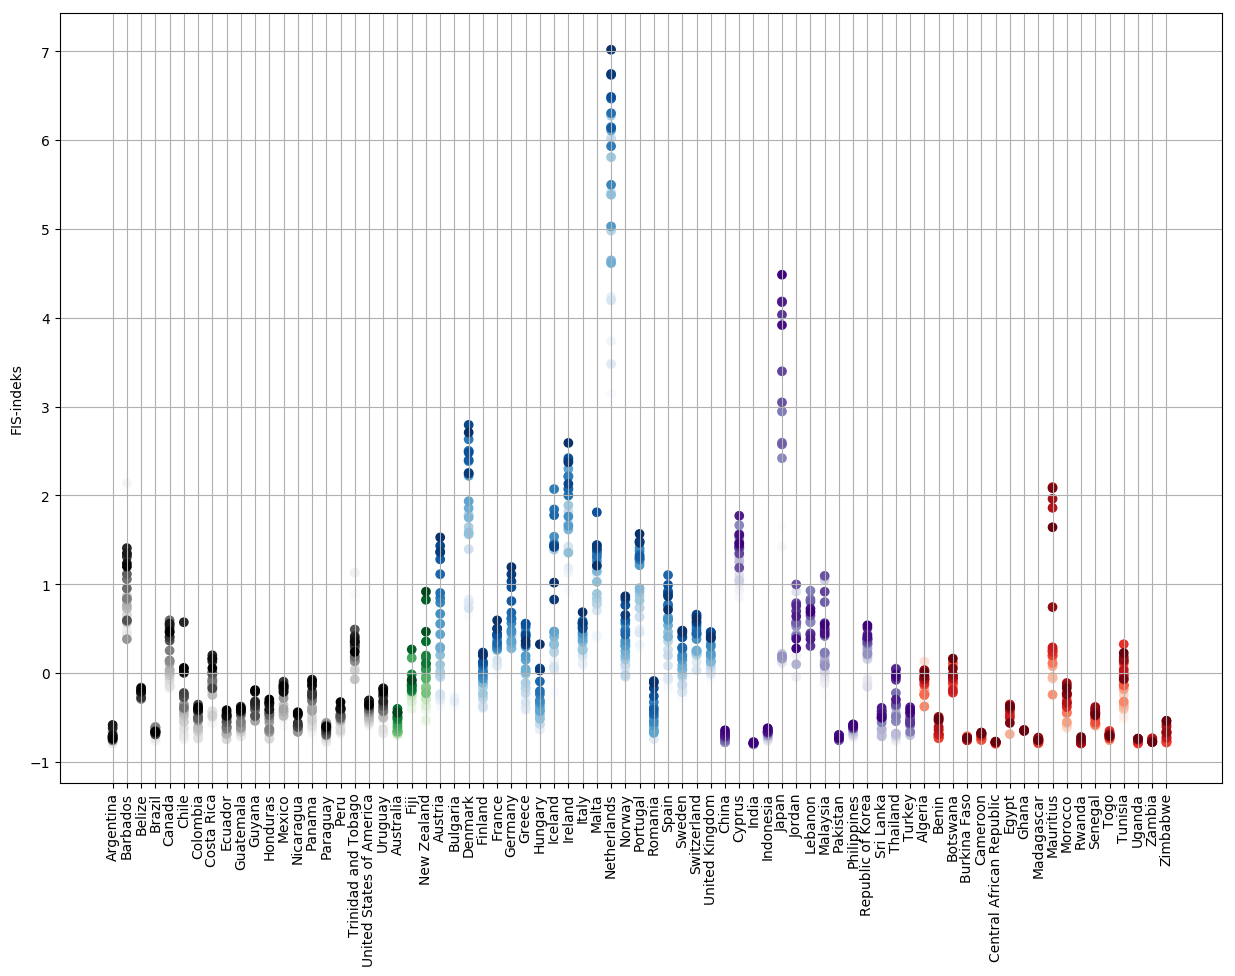 7
6
5
4
3
2
1
0
−1
FIS-indeks
Argentina
Barbados
Belize
Brazil
Canada
Chile
Colombia
Costa Rica
Ecuador
Guatemala
Guyana
Honduras
Mexico
Nicaragua
Panama
Paraguay
Peru
Trinidad and Tobago
United States of America
Uruguay
Australia
Fiji
New Zealand
Austria
Bulgaria
Denmark
Finland
France
Germany
Greece
Hungary
Iceland
Ireland
Italy
Malta
Netherlands
Norway
Portugal
Romania
Spain
Sweden
Switzerland
United Kingdom
China
Cyprus
India
Indonesia
Japan
Jordan
Lebanon
Malaysia
Pakistan
Philippines
Republic of Korea
Sri Lanka
Thailand
Turkey
Algeria
Benin
Botswana
Burkina Faso
Cameroon
Central African Republic
Egypt
Ghana
Madagascar
Mauritius
Morocco
Rwanda
Senegal
Togo
Tunisia
Uganda
Zambia
Zimbabwe